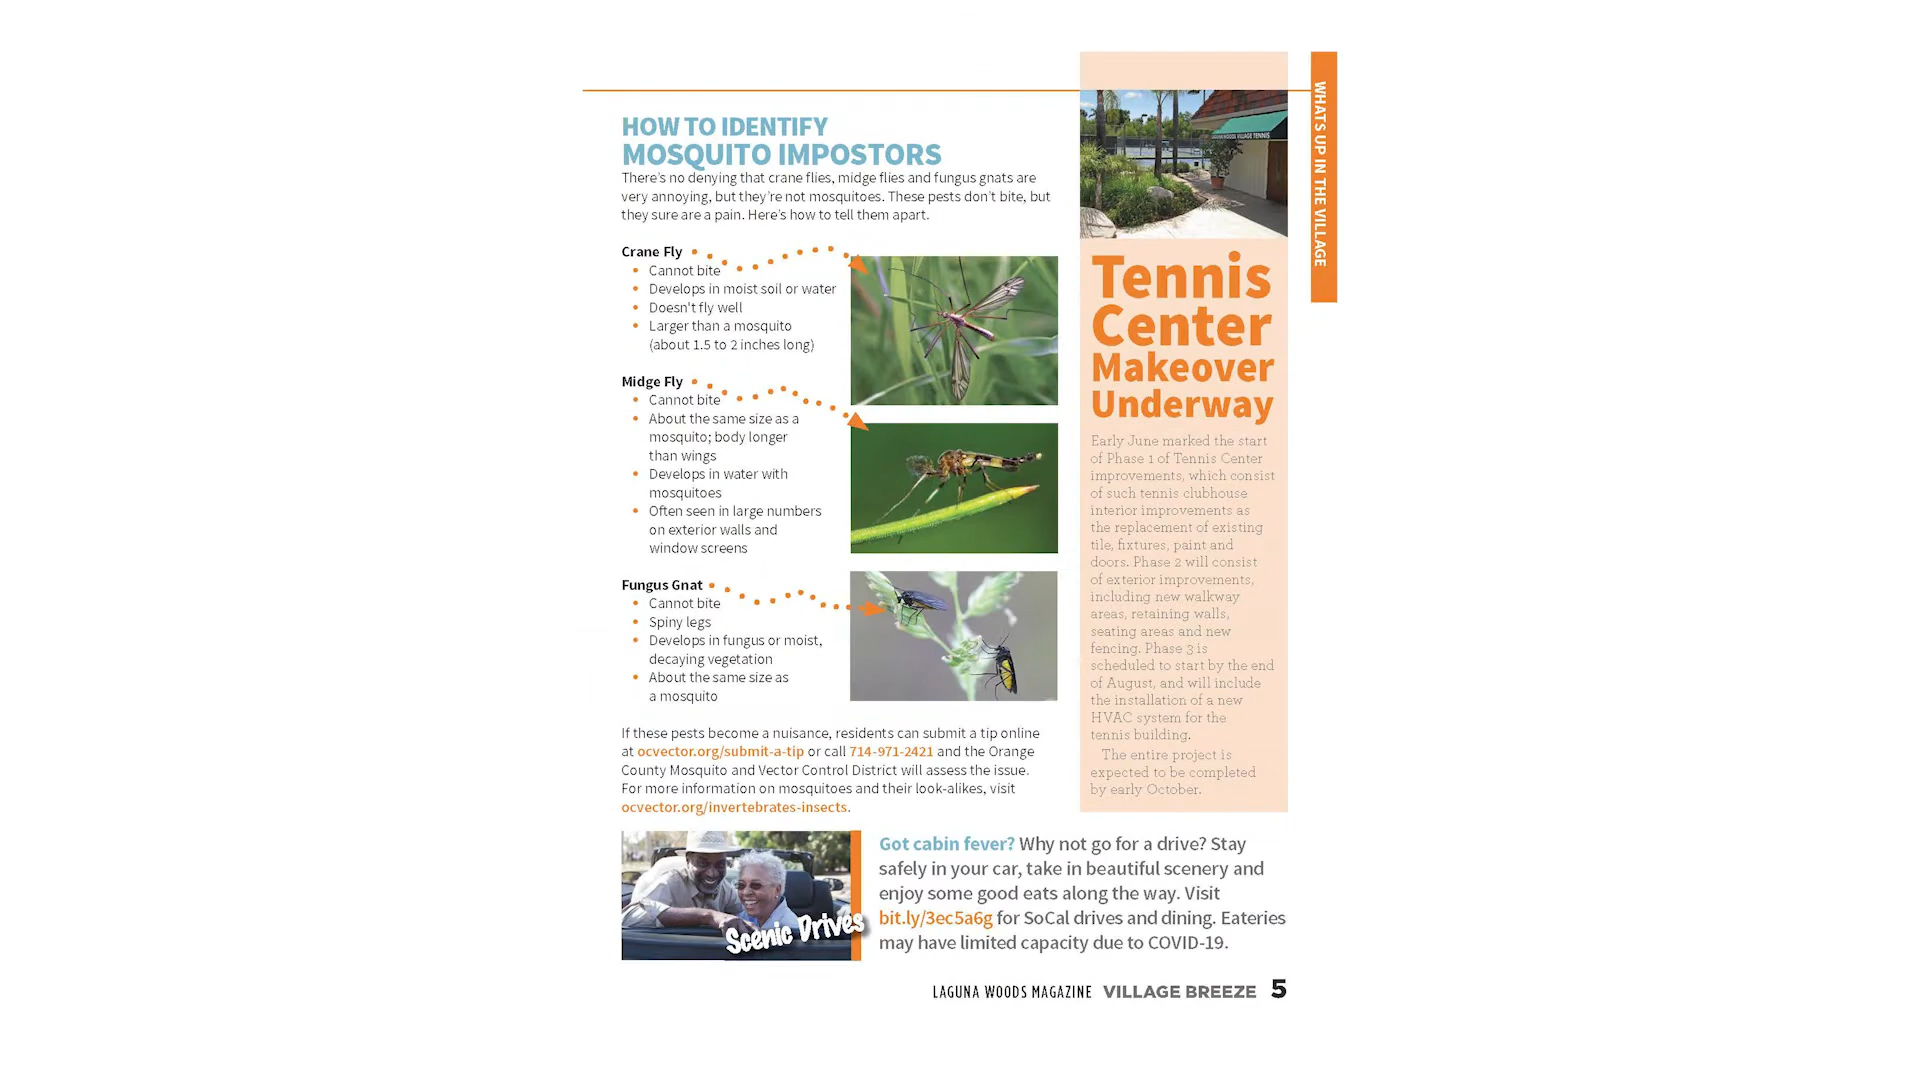 HOW TO IDENTIFY
MOSQUITO IMPOSTORS
There's no denying that crane flies, midge flies and fungus gnats are
very annoying, but they're not mosquitoes. These pests don't bite, but
they sure are a pain. Here's how to tell them apart.
Crane Fly
• Cannot bite
• Develops in moist soil or water
• Doesn't fly well
• Larger than a mosquito
(about 1.5 to 2 inches long)
Midge Fly
• Cannot bite
• About the same size as a
mosquito; body longer
than wings
• Develops in water with
mosquitoes
• Often seen in large numbers
on exterior walls and
window screens
Fungus Gnat
• Cannot bite
• Spiny legs
• Develops in fungus or moist,
decaying vegetation
• About the same size as
a mosquito
If these pests become a nuisance, residents can submit a tip online
at ocvector.org/submit-a-tip or call 714-971-2421 and the Orange
County Mosquito and Vector Control District will assess the issue.
For more information on mosquitoes and their look-alikes, visit
ocvector.org/invertebrates-insects.
LAGUNA WOODS VILLAGE TENNIS
Tennis
Center
Makeover
Underway
Early June marked the start
of Phase 1 of Tennis Center
improvements, which consist
of such tennis clubhouse
interior improvements as
the replacement of existing
tile, fixtures, paint and
doors. Phase 2 will consist
of exterior improvements,
including new walkway
areas, retaining walls,
seating areas and new
fencing. Phase 3 is
scheduled to start by the end
of August, and will include
the installation of a new
HVAC system for the
tennis building.
The entire project is
expected to be completed
by early October.
WHAT'S UP IN THE VILLAGE
Scenic Drives
Got cabin fever? Why not go for a drive? Stay
safely in your car, take in beautiful scenery and
enjoy some good eats along the way. Visit
bit.ly/3ec5a6g for SoCal drives and dining. Eateries
may have limited capacity due to COVID-19.
LAGUNA WOODS MAGAZINE VILLAGE BREEZE 5